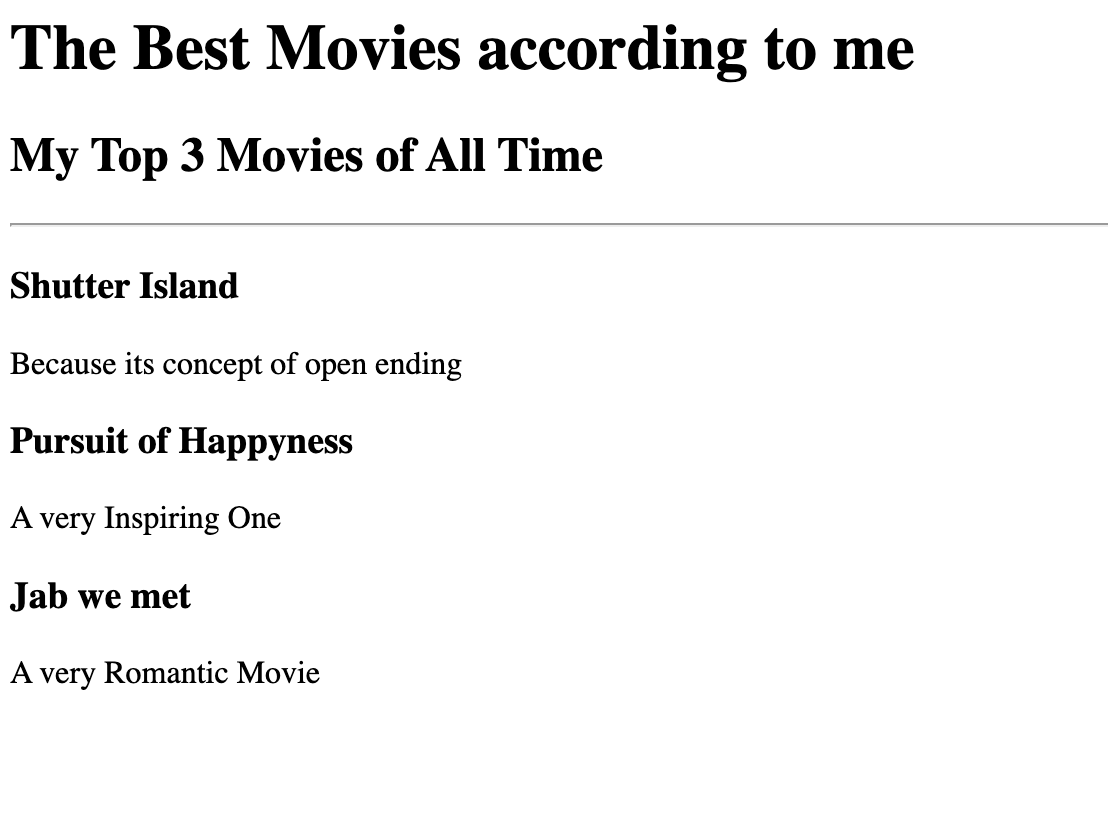 The Best Movies according to me
My Top 3 Movies of All Time
Shutter Island
Because its concept of open ending
Pursuit of Happyness
A very Inspiring One
Jab we met
A very Romantic Movie